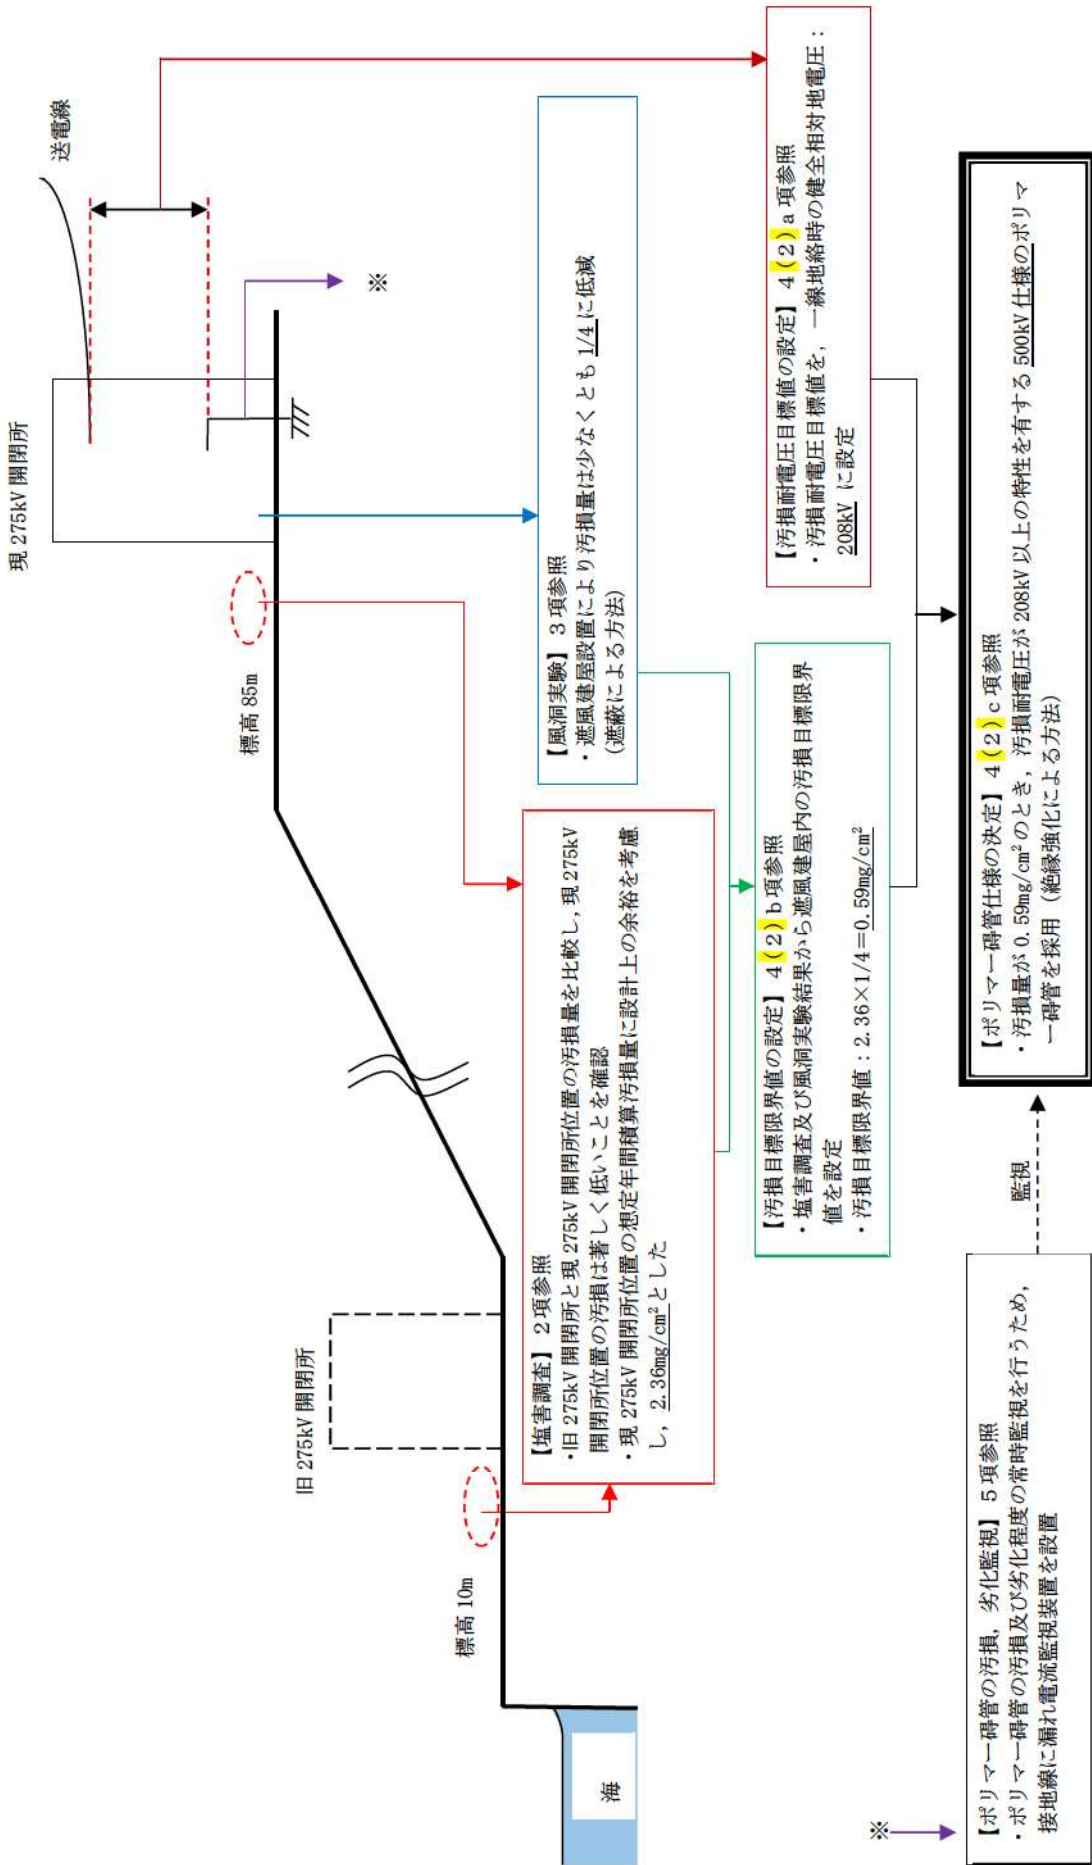 現 275kV 開閉所
送電線
※
標高 85m
旧 275kV 開閉所
標高 10m
海
【塩害調査】２項参照
・旧 275kV 開閉所と現 275kV 開閉所位置の汚損量を比較し，現 275kV
開閉所位置の汚損は著しく低いことを確認
・現 275kV 開閉所位置の想定年間積算汚損量に設計上の余裕を考慮
し，2.36mg/cm²とした
【風洞実験】３項参照
・遮風建屋設置により汚損量は少なくとも 1/4 に低減
（遮蔽による方法）
【汚損目標限界値の設定】４(２)ｂ項参照
・塩害調査及び風洞実験結果から遮風建屋内の汚損目標限界
値を設定
・汚損目標限界値：2.36×1/4＝0.59mg/cm²
【汚損耐電圧目標値の設定】４(２)ａ項参照
・汚損耐電圧目標値を，一線地絡時の健全相対地電圧：
208kV に設定
※
【ポリマー碍管の汚損，劣化監視】５項参照
・ポリマー碍管の汚損及び劣化程度の常時監視を行うため，
接地線に漏れ電流監視装置を設置
監視
【ポリマー碍管仕様の決定】４(２)ｃ項参照
・汚損量が 0.59mg/cm²のとき，汚損耐電圧が 208kV 以上の特性を有する 500kV 仕様のポリマ
ー碍管を採用（絶縁強化による方法）